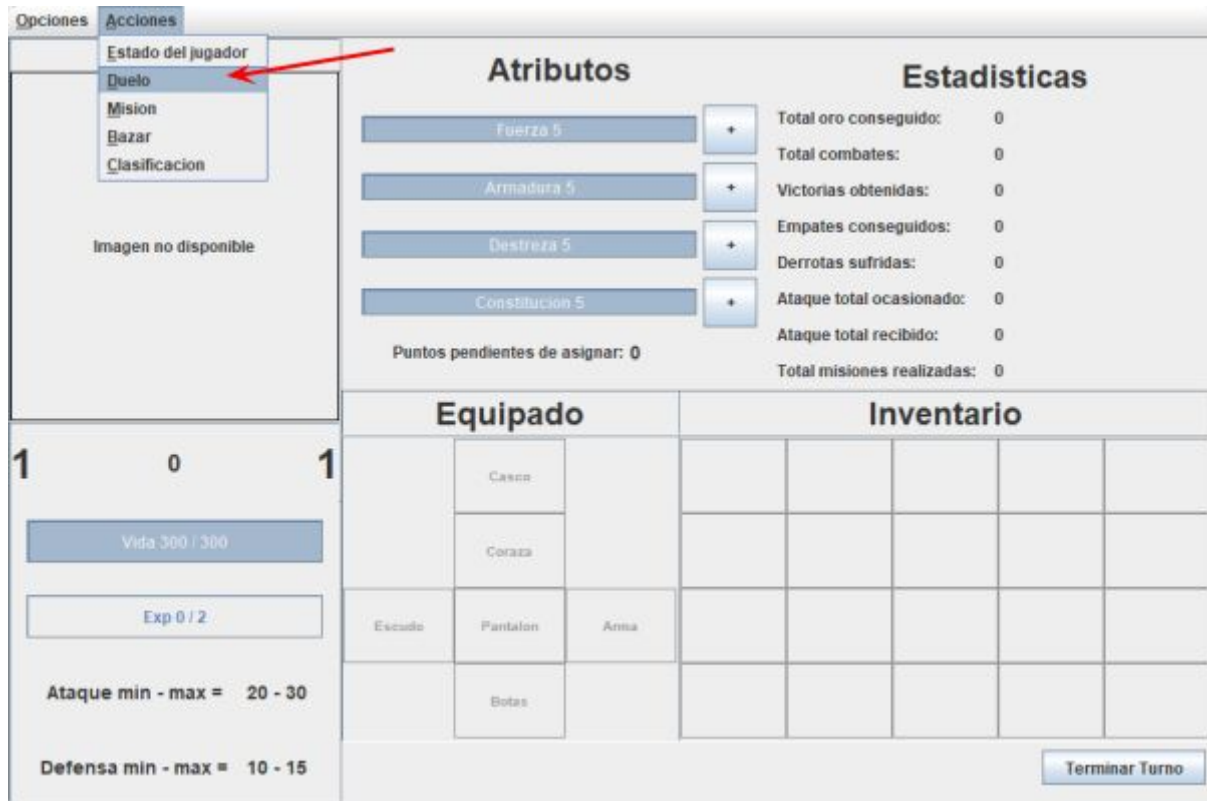 Opciones Acciones
Estado del jugador
Duelo
Mision
Bazar
Clasificacion
Imagen no disponible
Atributos
Fuerza 5 +
Armadura 5 +
Destreza 5 +
Constitucion 5 +
Puntos pendientes de asignar: 0
Estadisticas
Total oro conseguido: 0
Total combates: 0
Victorias obtenidas: 0
Empates conseguidos: 0
Derrotas sufridas: 0
Ataque total ocasionado: 0
Ataque total recibido: 0
Total misiones realizadas: 0
1 0 1
Vida 300 / 300
Exp 0 / 2
Ataque min - max = 20 - 30
Defensa min - max = 10 - 15
Equipado
Casco
Coraza
Escudo Pantalon Arma
Botas
Inventario
Terminar Turno